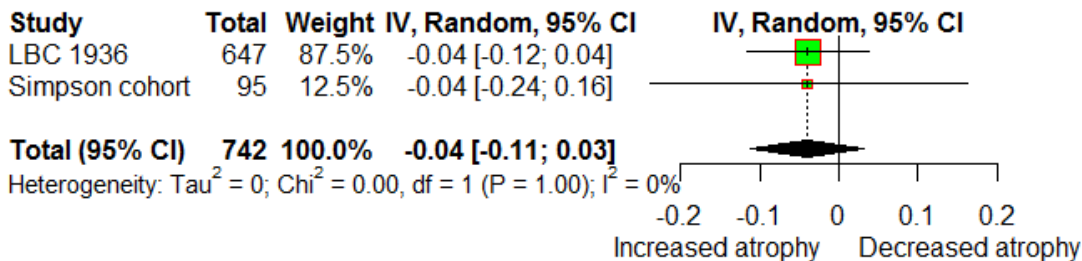 Study Total Weight IV, Random, 95% CI IV, Random, 95% CI
LBC 1936 647 87.5% -0.04 [-0.12; 0.04]
Simpson cohort 95 12.5% -0.04 [-0.24; 0.16]
Total (95% CI) 742 100.0% -0.04 [-0.11; 0.03]
Heterogeneity: Tau² = 0; Chi² = 0.00, df = 1 (P = 1.00); I² = 0%
-0.2 -0.1 0 0.1 0.2
Increased atrophy Decreased atrophy